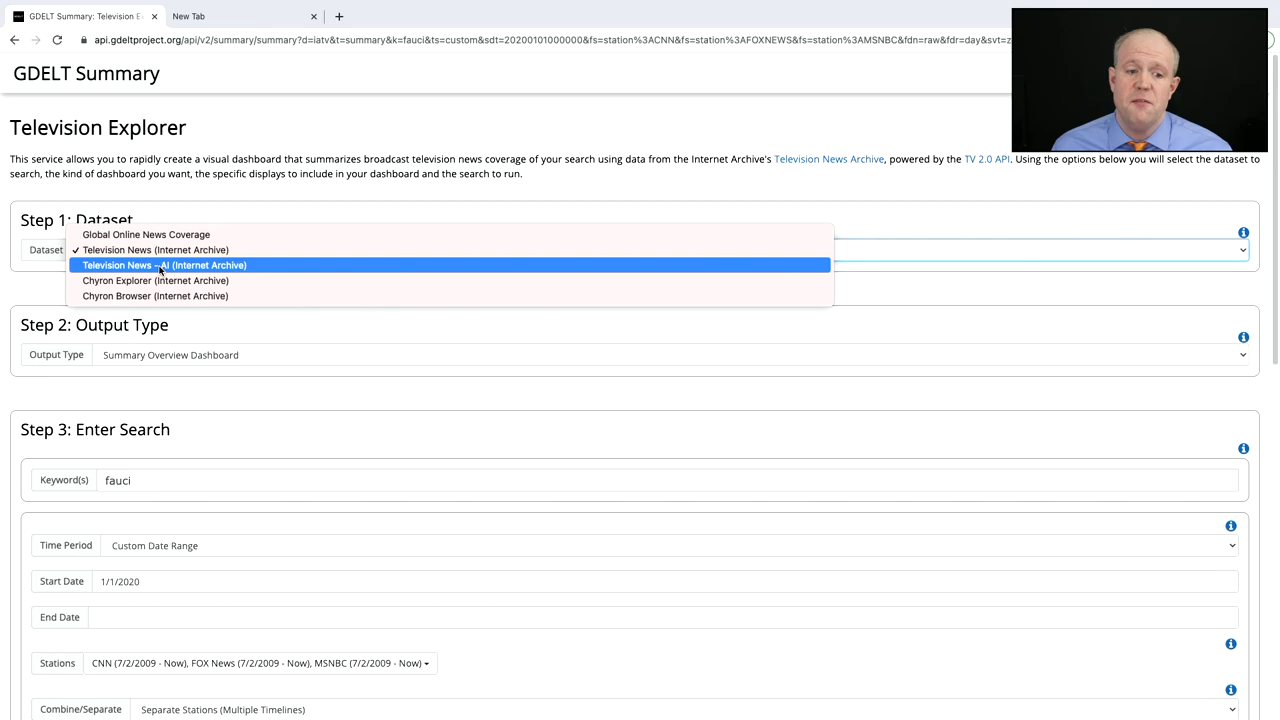 GDELT Summary: Television E
New Tab
api.gdeltproject.org/api/v2/summary/summary?d=iatv&t=summary&k=fauci&ts=custom&sdt=20200101000000&fs=station%3ACNN&fs=station%3AFOXNEWS&fs=station%3AMSNBC&fdn=raw&fdr=day&svt=z
GDELT Summary
Television Explorer
This service allows you to rapidly create a visual dashboard that summarizes broadcast television news coverage of your search using data from the Internet Archive's Television News Archive, powered by the TV 2.0 API. Using the options below you will select the dataset to
search, the kind of dashboard you want, the specific displays to include in your dashboard and the search to run.
Step 1: Dataset
Dataset
Global Online News Coverage
✓ Television News (Internet Archive)
Television News - AI (Internet Archive)
Chyron Explorer (Internet Archive)
Chyron Browser (Internet Archive)
Step 2: Output Type
Output Type Summary Overview Dashboard
Step 3: Enter Search
Keyword(s) fauci
Time Period Custom Date Range
Start Date 1/1/2020
End Date
Stations CNN (7/2/2009 - Now), FOX News (7/2/2009 - Now), MSNBC (7/2/2009 - Now)
Combine/Separate Separate Stations (Multiple Timelines)